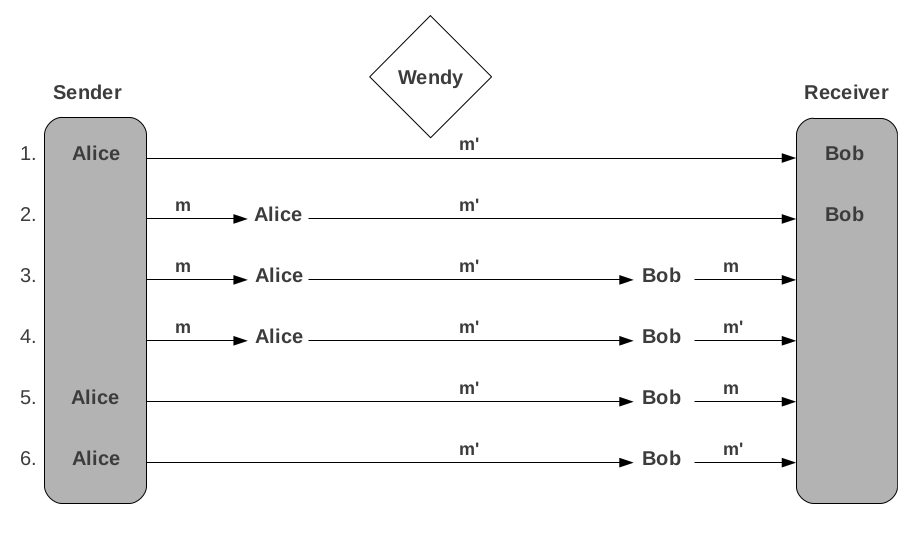 Wendy
Sender Receiver
1. Alice m' Bob
2. m Alice m' Bob
3. m Alice m' Bob m
4. m Alice m' Bob m'
5. Alice m' Bob m
6. Alice m' Bob m'